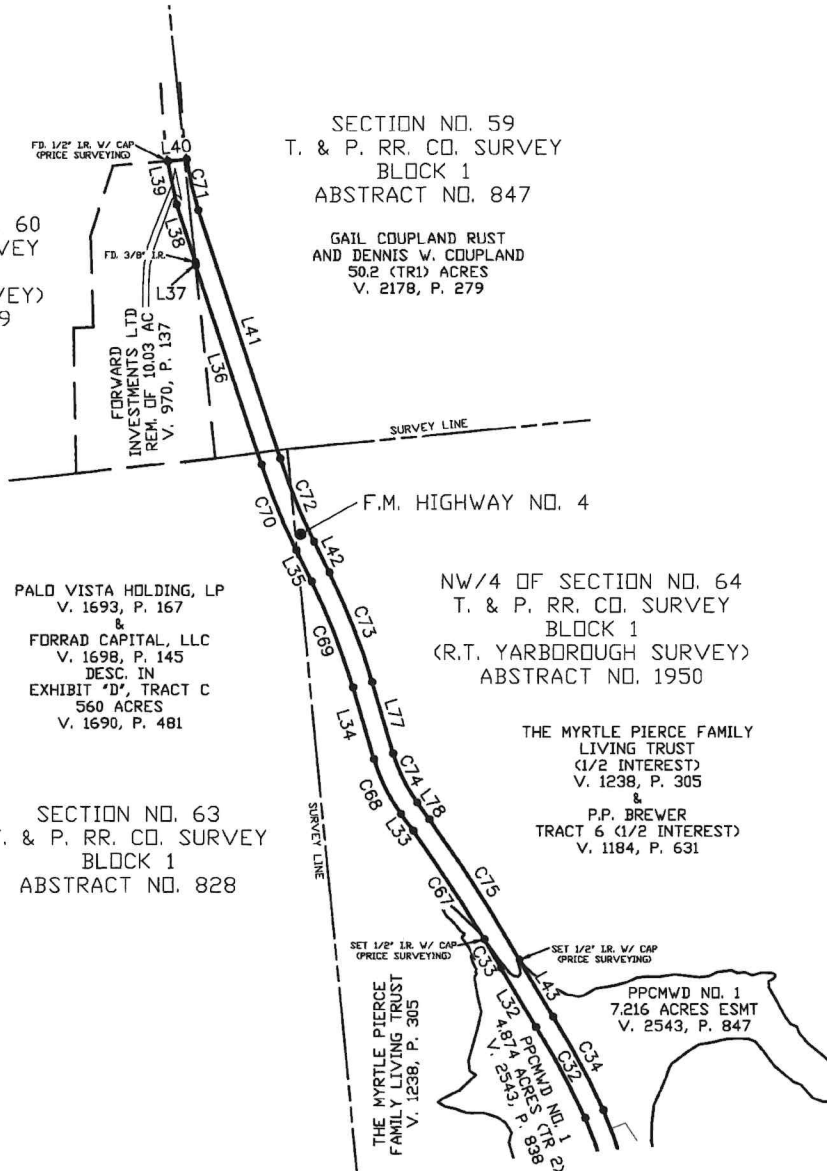 SECTION NO. 59
T. & P. RR. CO. SURVEY
BLOCK 1
ABSTRACT NO. 847
GAIL COUPLAND RUST
AND DENNIS W. COUPLAND
50.2 (TR1) ACRES
V. 2178, P. 279
FD. 1/2" I.R. W/ CAP
(PRICE SURVEYING)
L40
L39
C71
L38
60
VEY
VEY)
9
FD. 3/8" I.R.
L37
L41
L36
FORWARD
INVESTMENTS LTD
REM. OF 10.03 AC
V. 970, P. 137
SURVEY LINE
C72
C70
F.M. HIGHWAY NO. 4
L42
L35
PALO VISTA HOLDING, LP
V. 1693, P. 167
&
FORRAD CAPITAL, LLC
V. 1698, P. 145
DESC. IN
EXHIBIT "D", TRACT C
560 ACRES
V. 1690, P. 481
NW/4 OF SECTION NO. 64
T. & P. RR. CO. SURVEY
BLOCK 1
(R.T. YARBOROUGH SURVEY)
ABSTRACT NO. 1950
C73
C69
L77
L34
THE MYRTLE PIERCE FAMILY
LIVING TRUST
(1/2 INTEREST)
V. 1238, P. 305
&
P.P. BREWER
TRACT 6 (1/2 INTEREST)
V. 1184, P. 631
C74
C68
L78
L33
SECTION NO. 63
T. & P. RR. CO. SURVEY
BLOCK 1
ABSTRACT NO. 828
SURVEY LINE
C75
C67
SET 1/2" I.R. W/ CAP
(PRICE SURVEYING)
SET 1/2" I.R. W/ CAP
(PRICE SURVEYING)
C33
L43
L32
PPCMWD NO. 1
7.216 ACRES ESMT
V. 2543, P. 847
C34
C32
THE MYRTLE PIERCE
FAMILY LIVING TRUST
V. 1238, P. 305
PPCMWD NO. 1
4.874 ACRES (TR 2)
V. 2543, P. 838